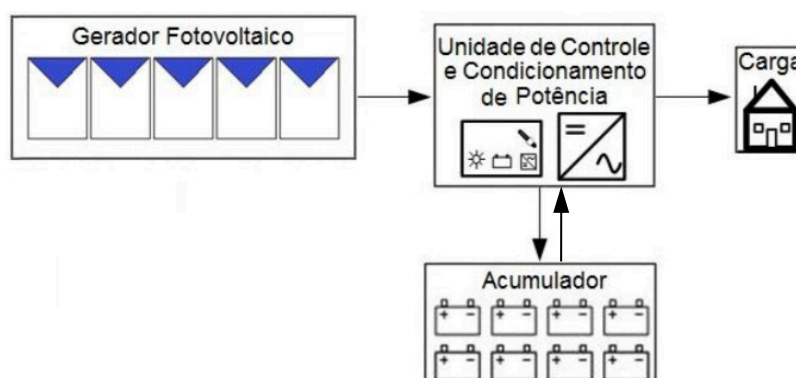 Gerador Fotovoltaico
Unidade de Controle
e Condicionamento
de Potência
Carga
Acumulador